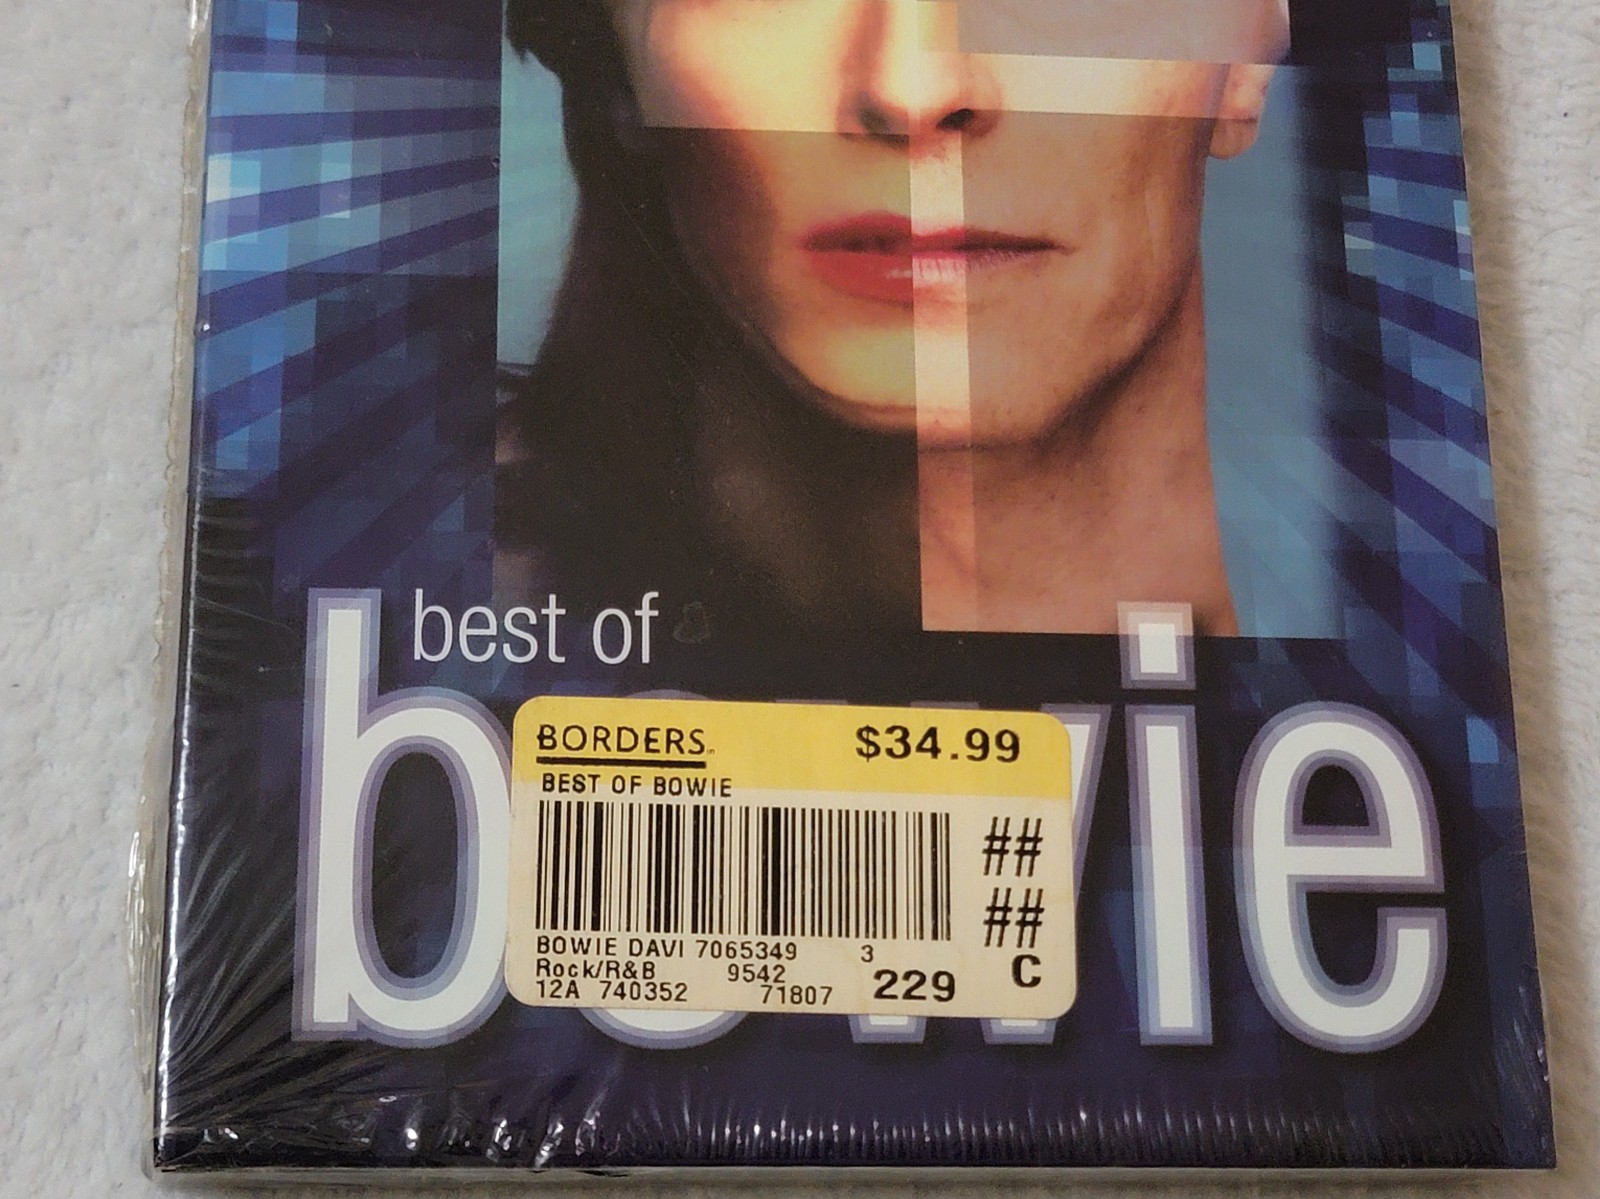 best of
bowie
BORDERS
$34.99
BEST OF BOWIE
##
##
C
BOWIE DAVI 7065349 3
Rock/R&B 9542
12A 740352 71807 229